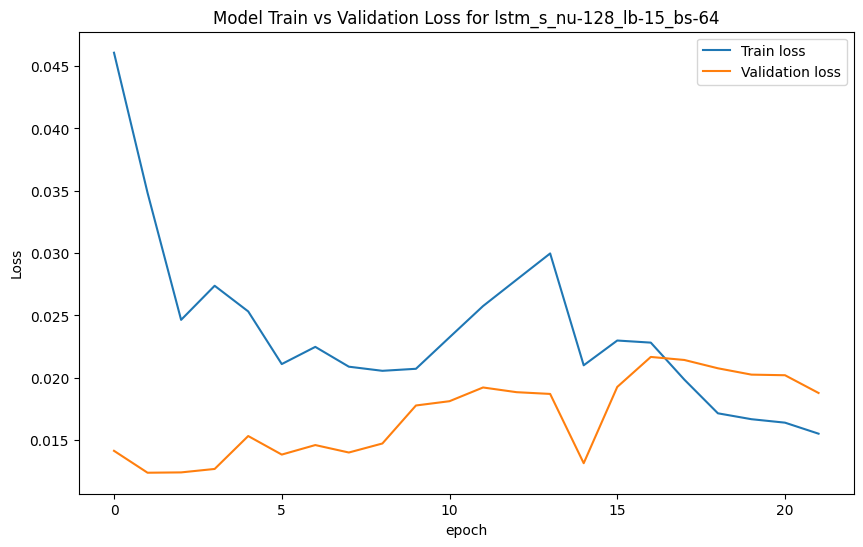 Model Train vs Validation Loss for lstm_s_nu-128_lb-15_bs-64
Train loss
Validation loss
0.045
0.040
0.035
0.030
0.025
0.020
0.015
Loss
0
5
10
15
20
epoch